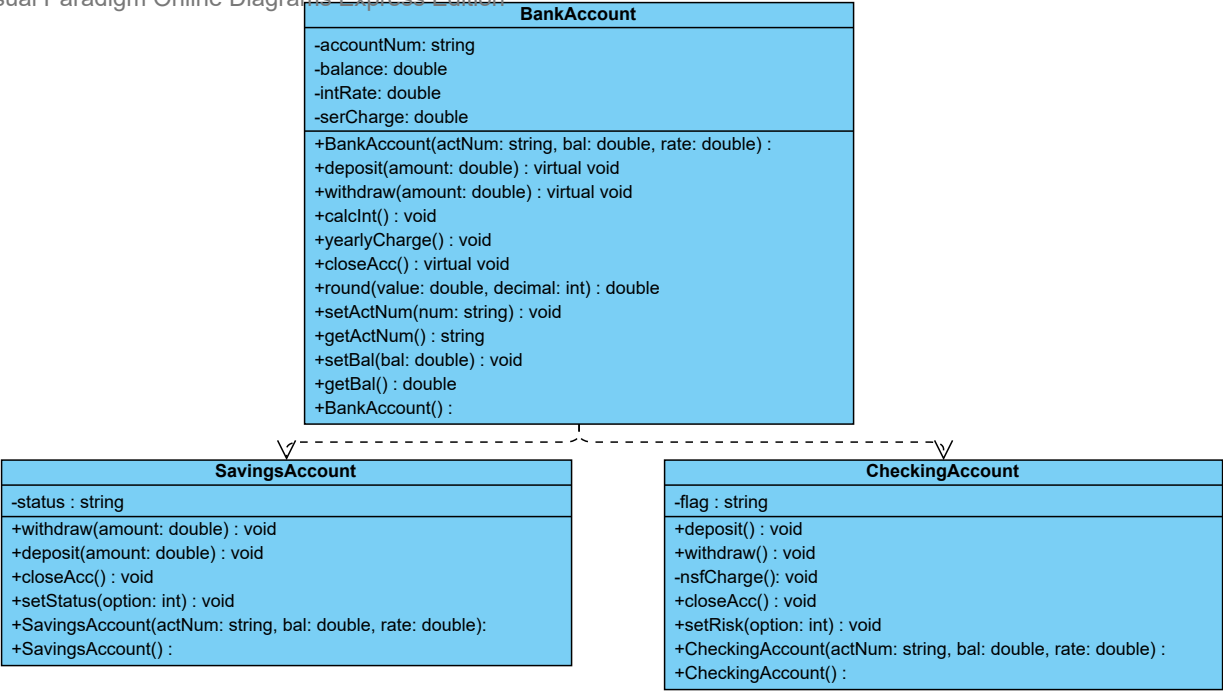 Paradigm Online Diagrams Express Edition
BankAccount
-accountNum: string
-balance: double
-intRate: double
-serCharge: double
+BankAccount(actNum: string, bal: double, rate: double) :
+deposit(amount: double) : virtual void
+withdraw(amount: double) : virtual void
+calcInt() : void
+yearlyCharge() : void
+closeAcc() : virtual void
+round(value: double, decimal: int) : double
+setActNum(num: string) : void
+getActNum() : string
+setBal(bal: double) : void
+getBal() : double
+BankAccount() :
SavingsAccount
-status : string
+withdraw(amount: double) : void
+deposit(amount: double) : void
+closeAcc() : void
+setStatus(option: int) : void
+SavingsAccount(actNum: string, bal: double, rate: double):
+SavingsAccount() :
CheckingAccount
-flag : string
+deposit() : void
+withdraw() : void
-nsfCharge(): void
+closeAcc() : void
+setRisk(option: int) : void
+CheckingAccount(actNum: string, bal: double, rate: double) :
+CheckingAccount() :